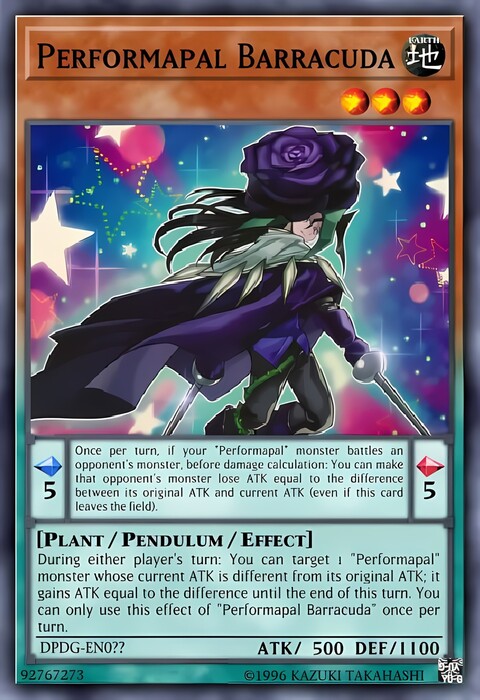 PERFORMAPAL BARRACUDA
EARTH
地
Once per turn, if your "Performapal" monster battles an
opponent's monster, before damage calculation: You can make
that opponent's monster lose ATK equal to the difference
between its original ATK and current ATK (even if this card
leaves the field).
5
5
[PLANT / PENDULUM / EFFECT]
During either player's turn: You can target 1 "Performapal"
monster whose current ATK is different from its original ATK; it
gains ATK equal to the difference until the end of this turn. You
can only use this effect of "Performapal Barracuda" once per
turn.
DPDG-EN0??
ATK/ 500 DEF/1100
92767273
©1996 KAZUKI TAKAHASHI